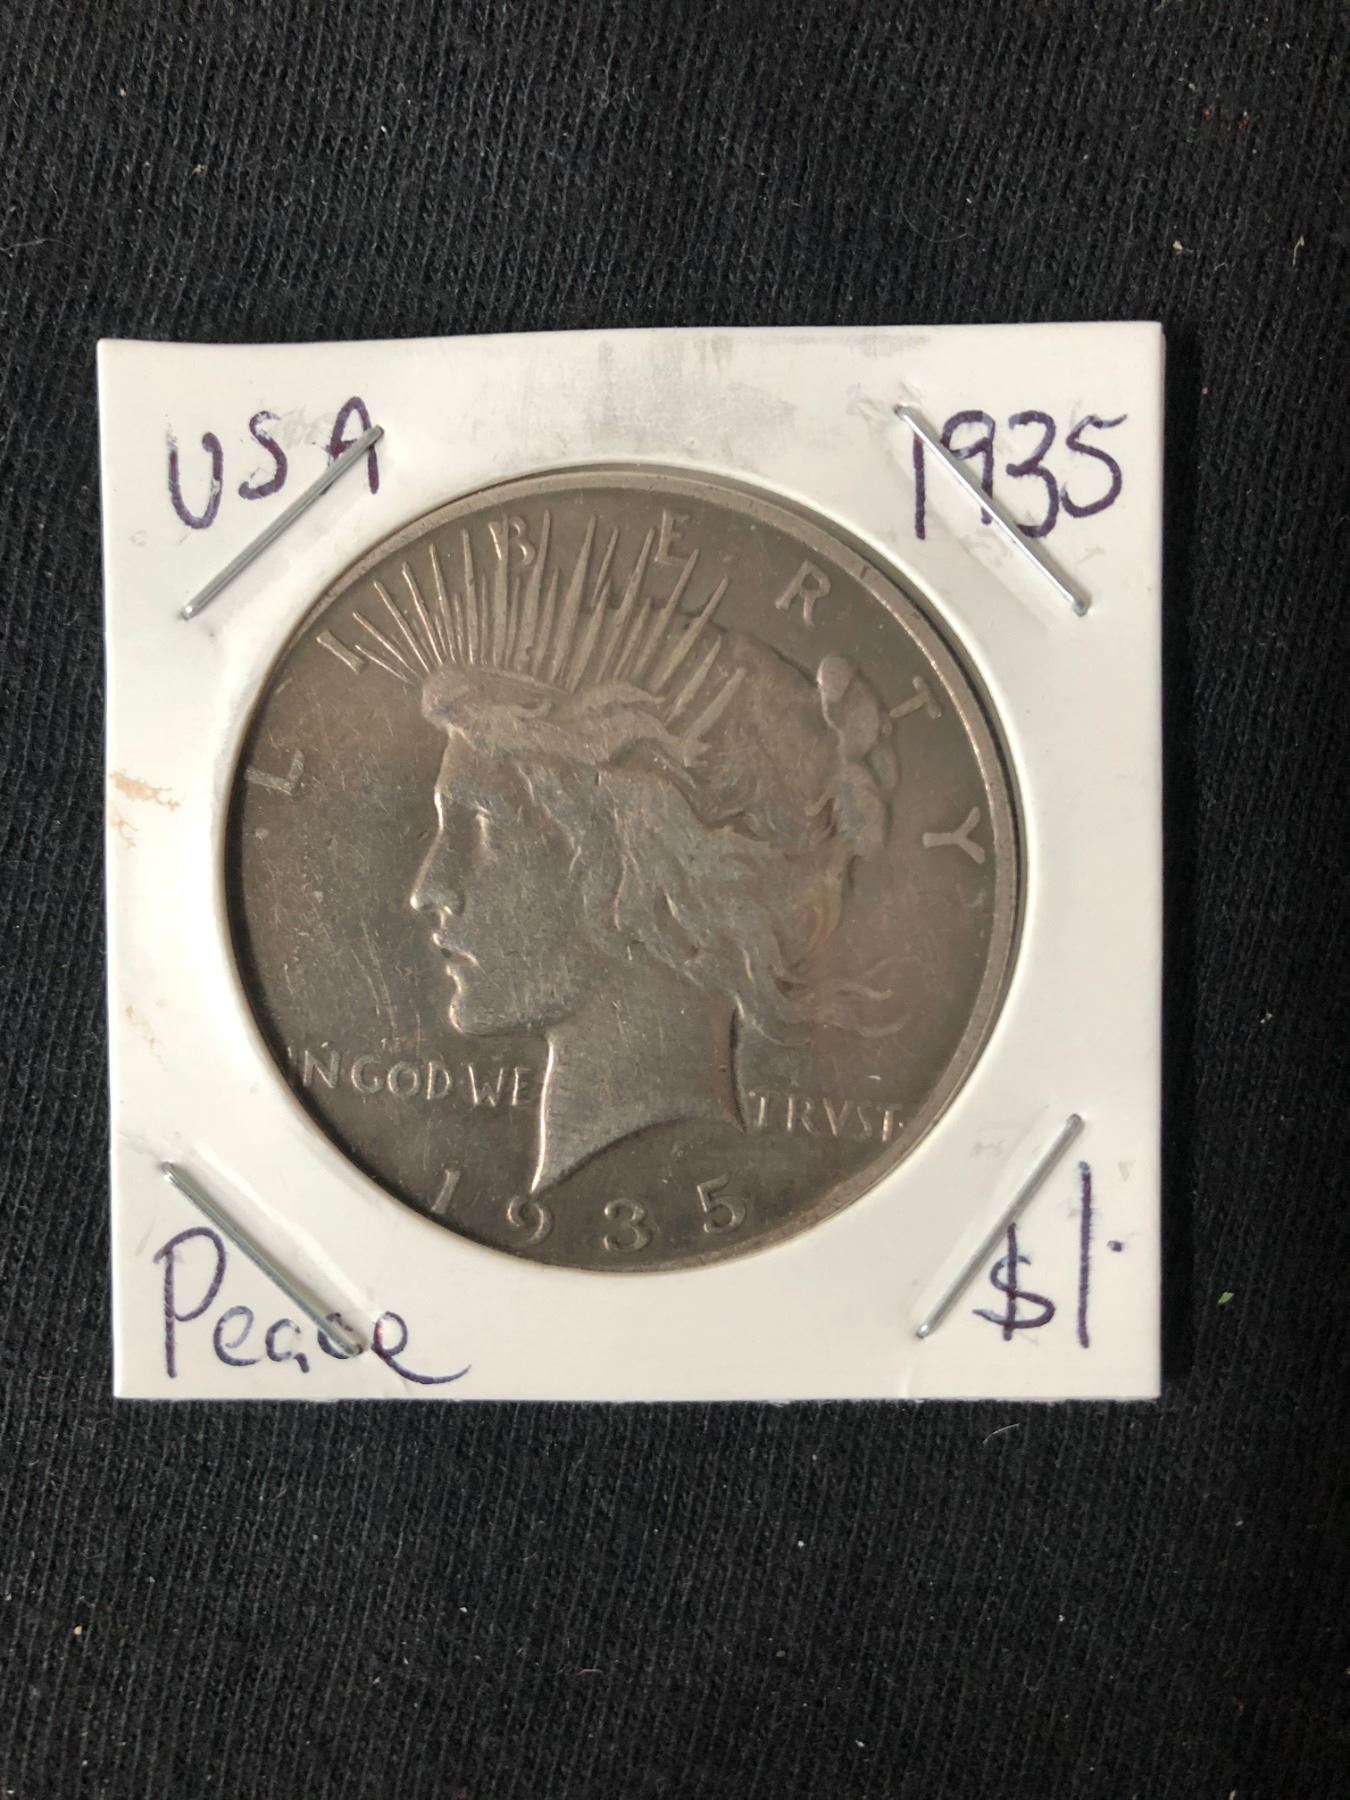 USA 1935
LIBERTY
IN GOD WE TRVST
1935
Peace $1.